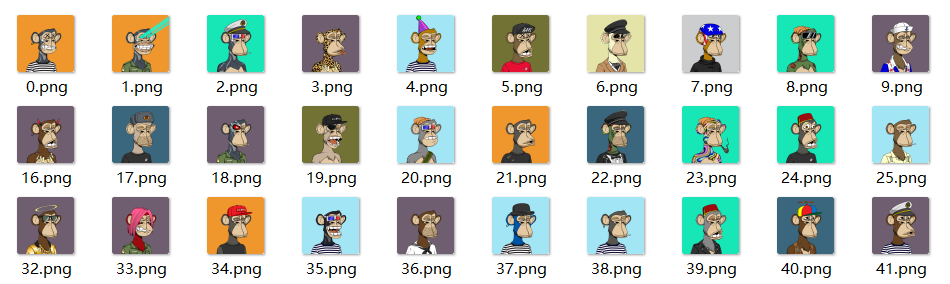 0.png 1.png 2.png 3.png 4.png 5.png 6.png 7.png 8.png 9.png
16.png 17.png 18.png 19.png 20.png 21.png 22.png 23.png 24.png 25.png
32.png 33.png 34.png 35.png 36.png 37.png 38.png 39.png 40.png 41.png